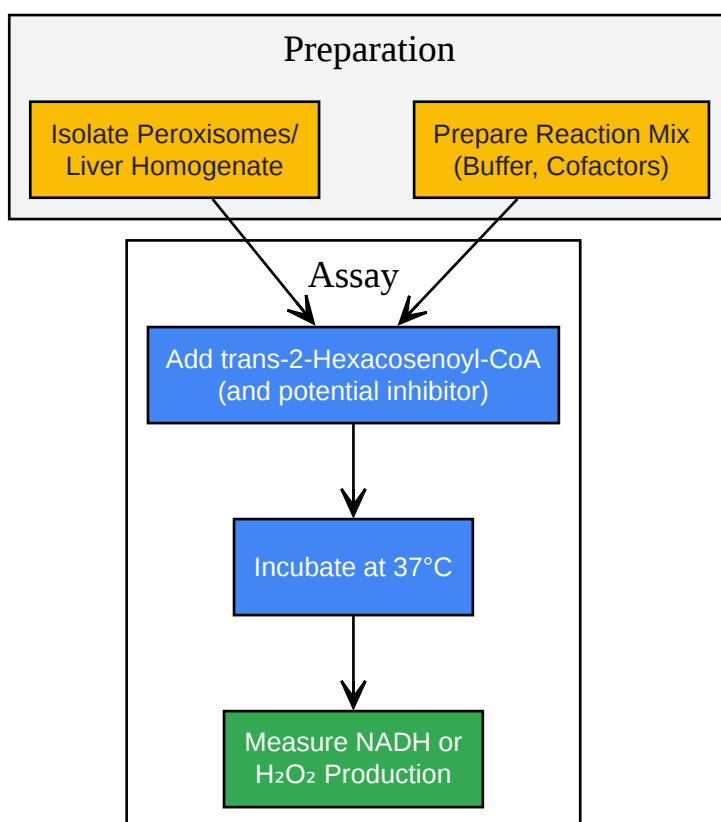 Preparation
Isolate Peroxisomes/
Liver Homogenate
Prepare Reaction Mix
(Buffer, Cofactors)
Assay
Add trans-2-Hexacosenoyl-CoA
(and potential inhibitor)
Incubate at 37°C
Measure NADH or
H₂O₂ Production